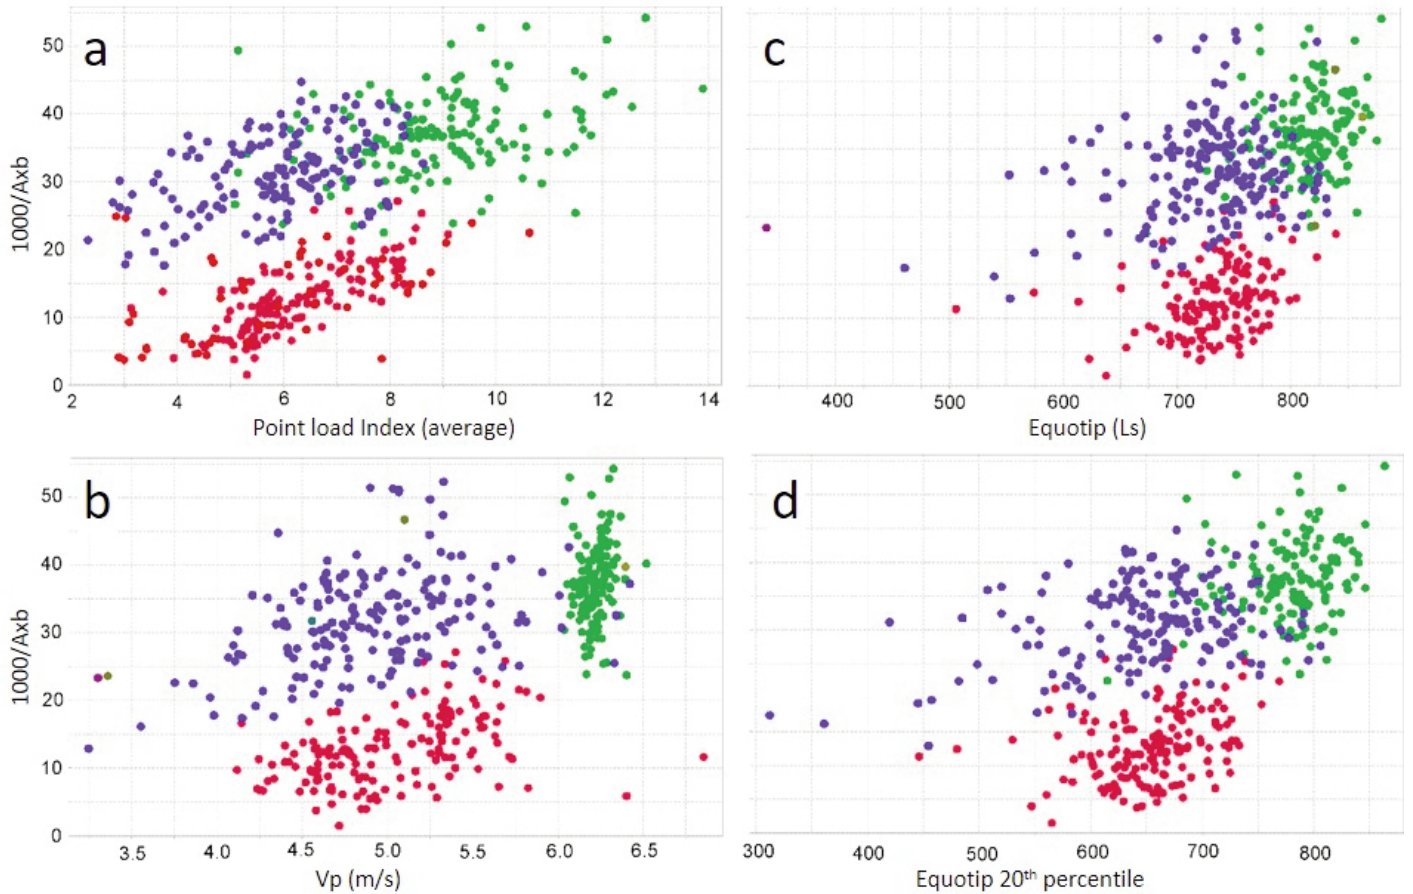 a
50
40
30
20
10
0
1000/Axb
2 4 6 8 10 12 14
Point load Index (average)
c
400 500 600 700 800
Equotip (Ls)
b
50
40
30
20
10
0
1000/Axb
3.5 4.0 4.5 5.0 5.5 6.0 6.5
Vp (m/s)
d
300 400 500 600 700 800
Equotip 20th percentile